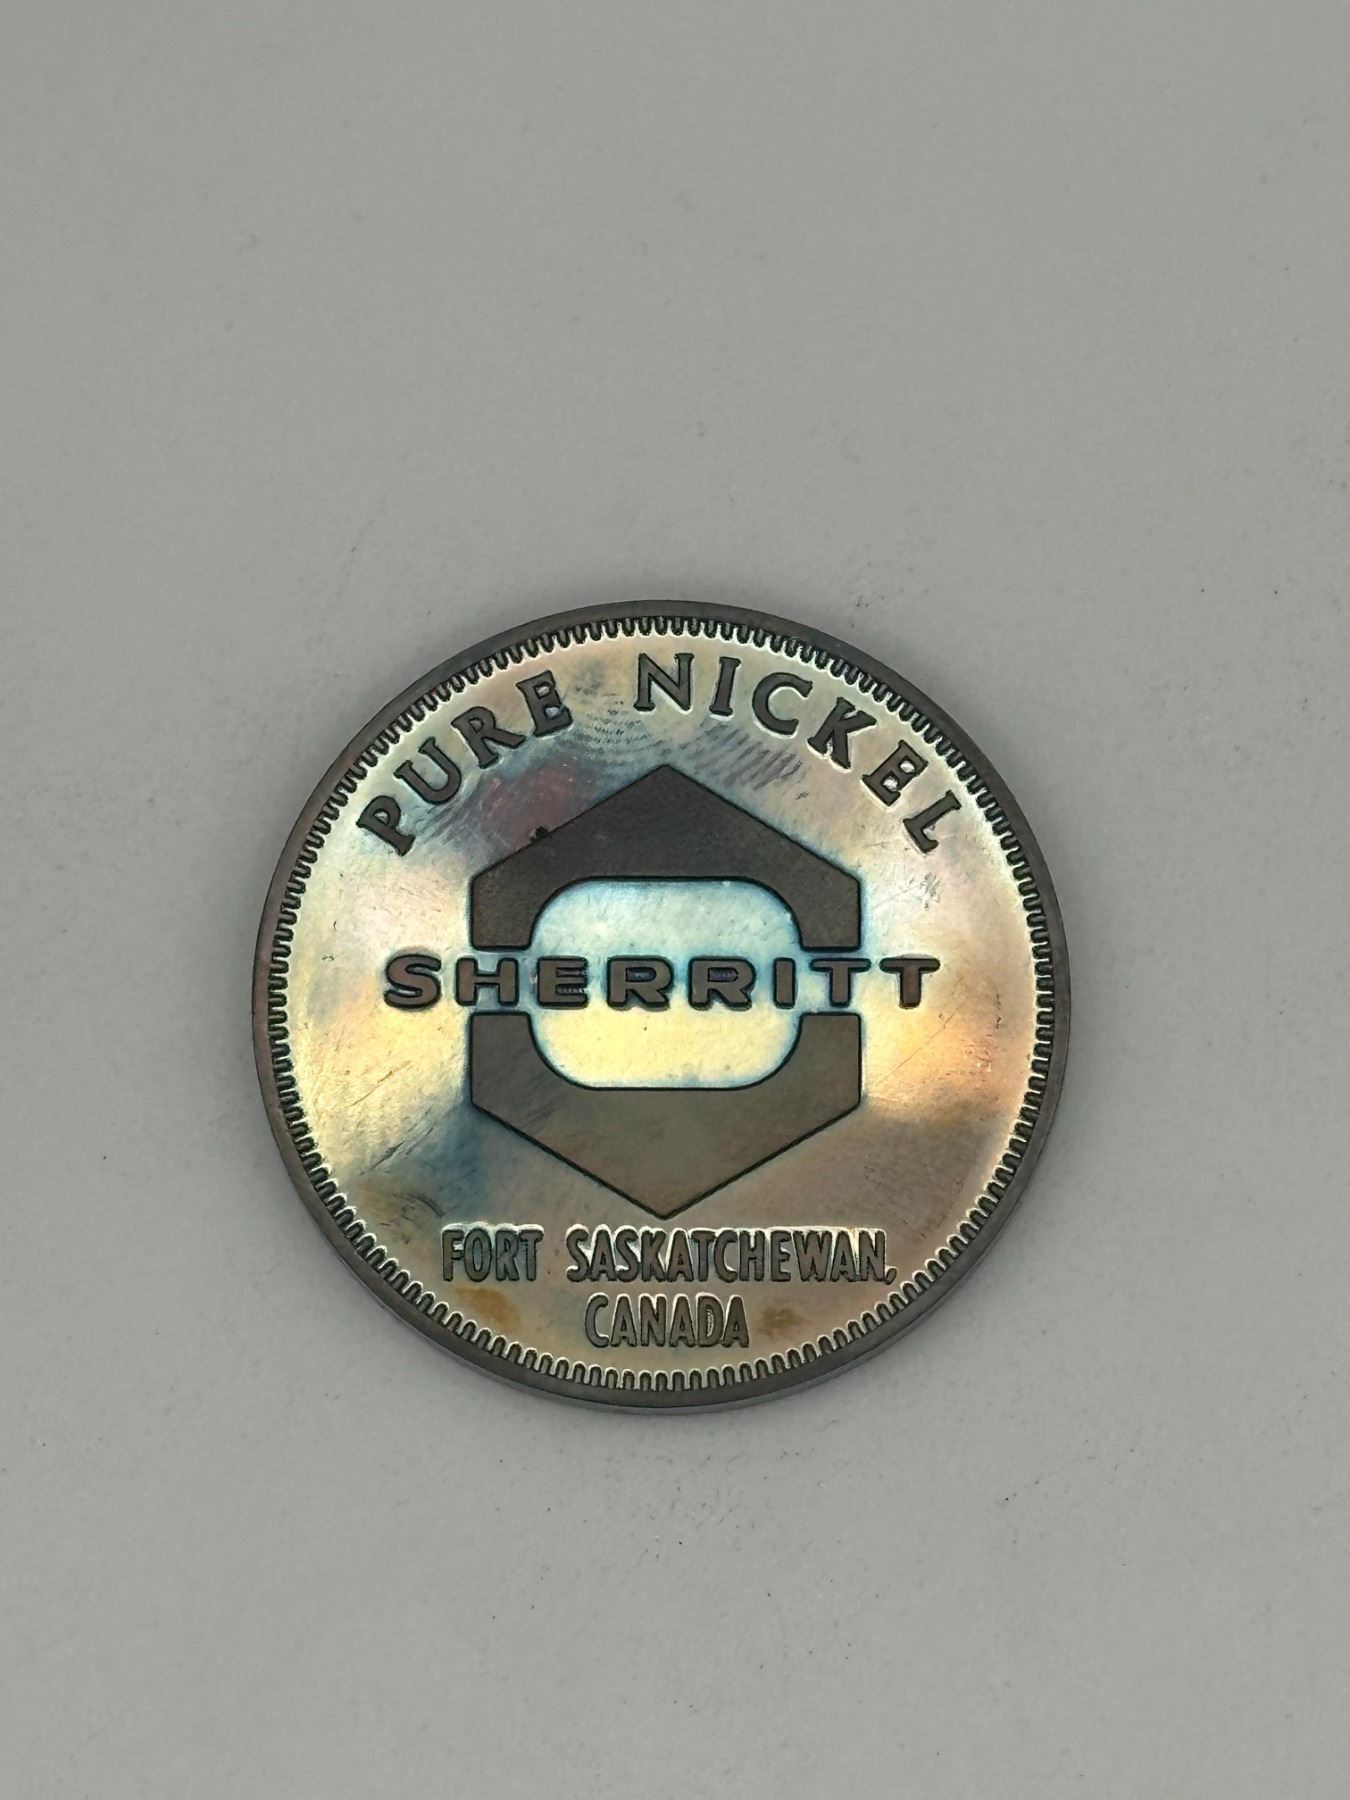 PURE NICKEL
SHERRITT
FORT SASKATCHEWAN,
CANADA